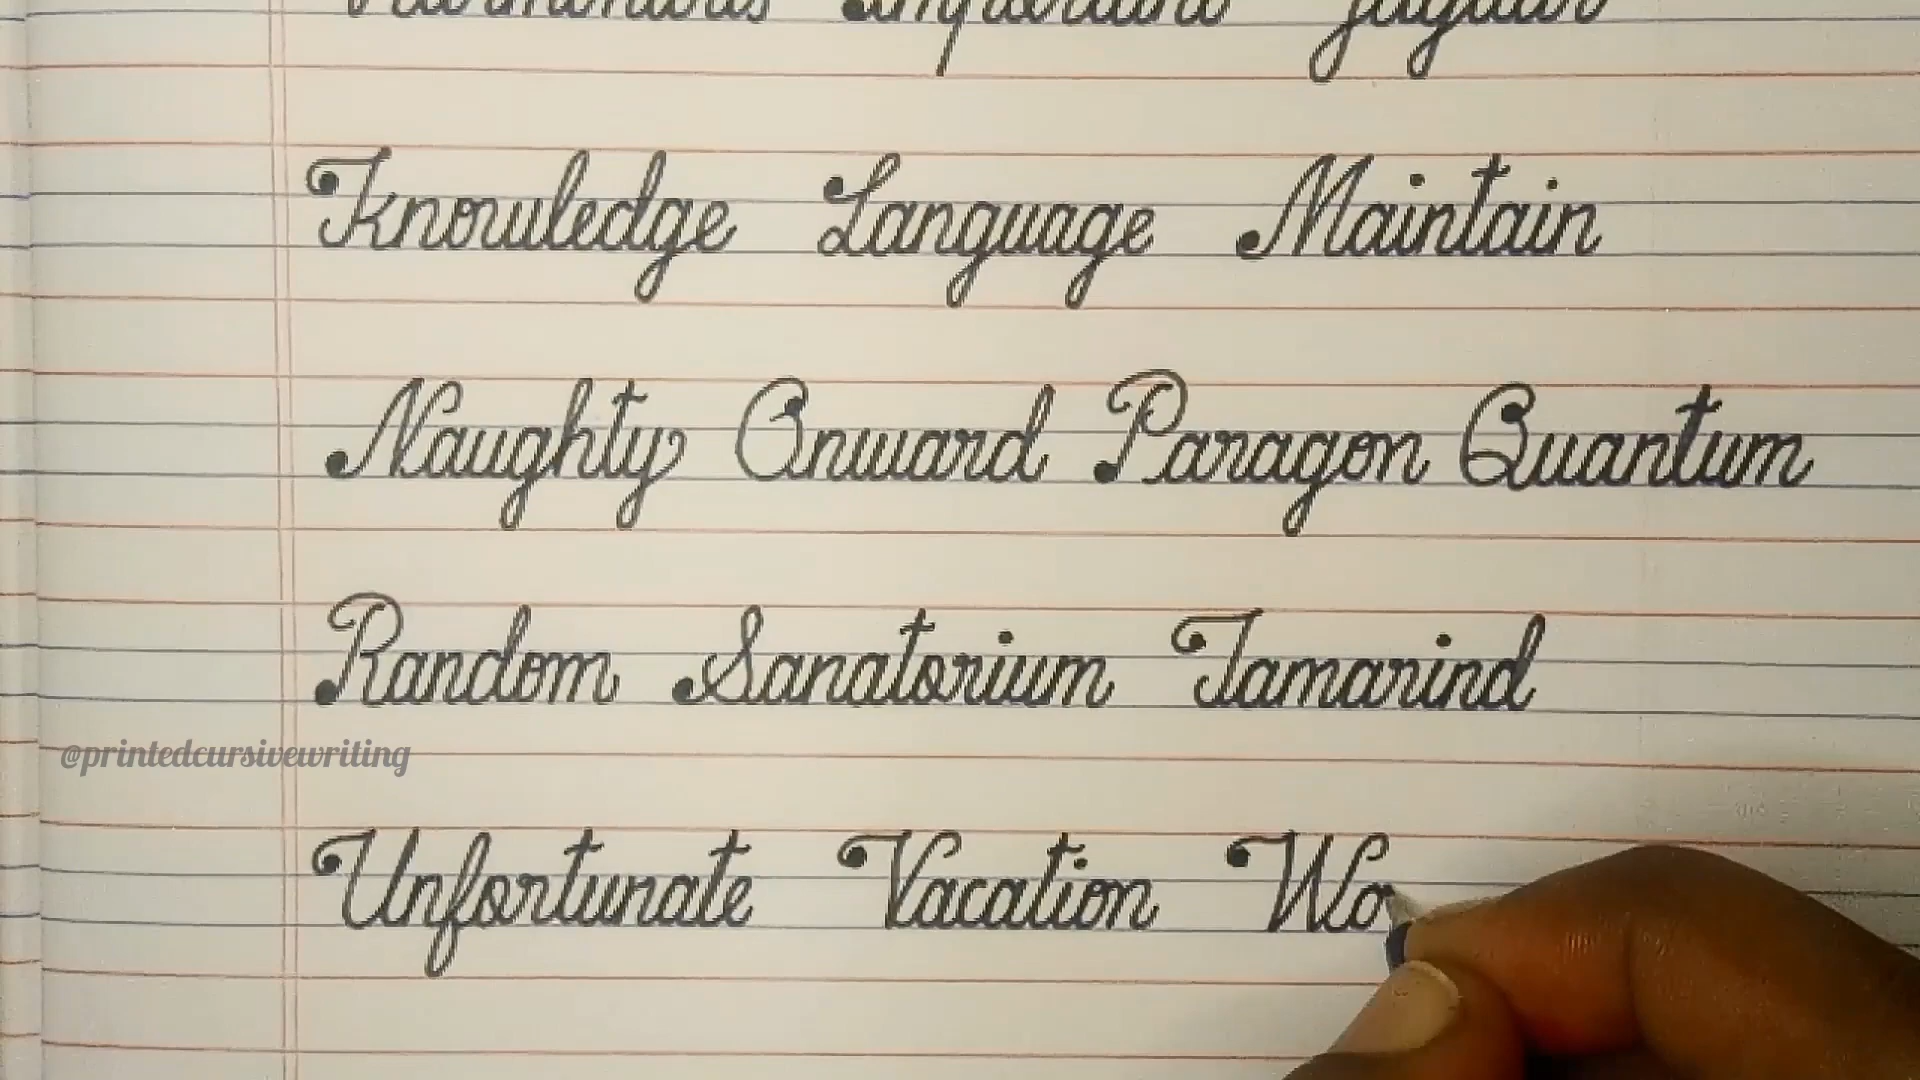 Knowledge Language Maintain
Naughty Onward Paragon Quantum
Random Sanatorium Tamarind
@printedcursivewriting
Unfortunate Vacation Wo